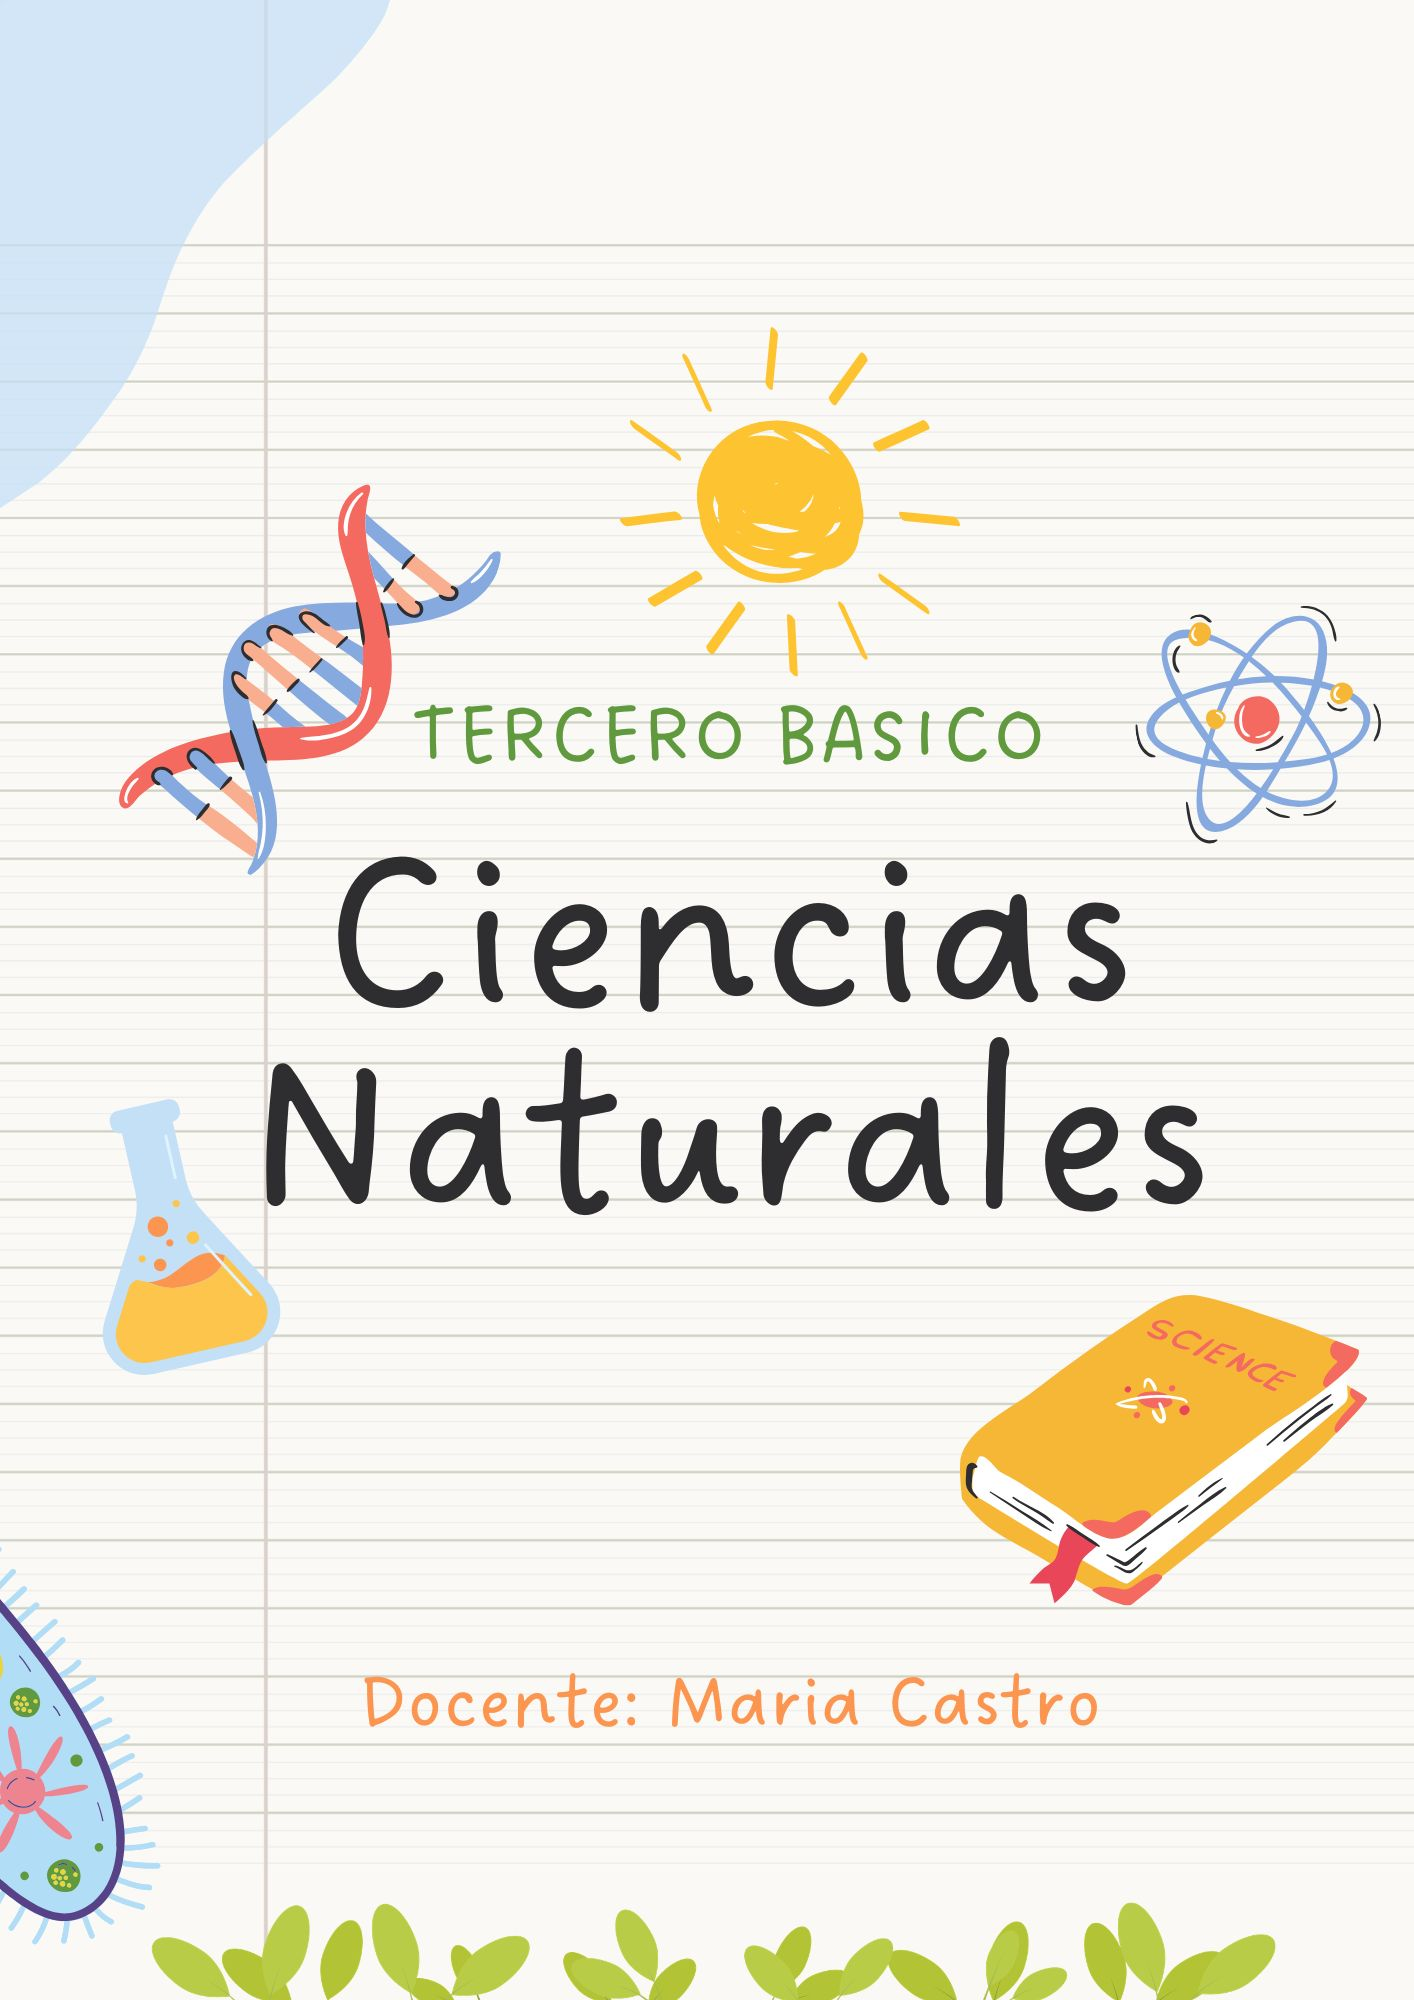 TERCERO BASICO
Ciencias
Naturales
SCIENCE
Docente: Maria Castro